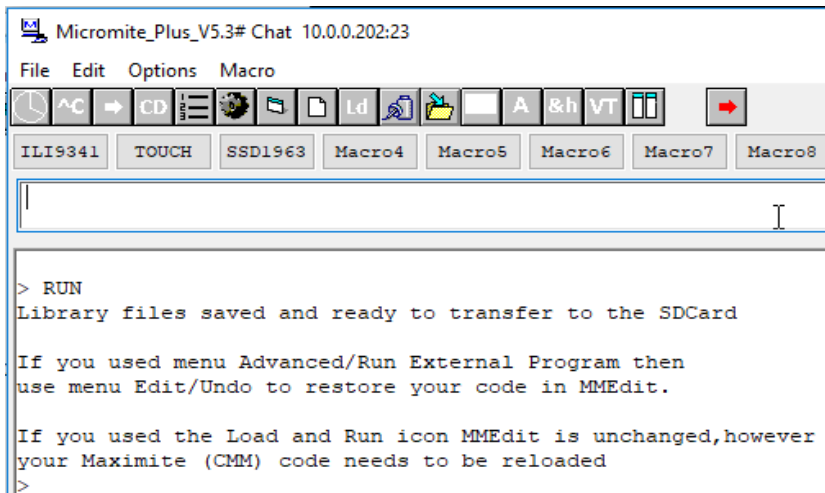 Micromite_Plus_V5.3# Chat 10.0.0.202:23
File Edit Options Macro
^C CD 1 2 3 Ld A &h VT
ILI9341 TOUCH SSD1963 Macro4 Macro5 Macro6 Macro7 Macro8
> RUN
Library files saved and ready to transfer to the SDCard
If you used menu Advanced/Run External Program then
use menu Edit/Undo to restore your code in MMEdit.
If you used the Load and Run icon MMEdit is unchanged,however
your Maximite (CMM) code needs to be reloaded
>